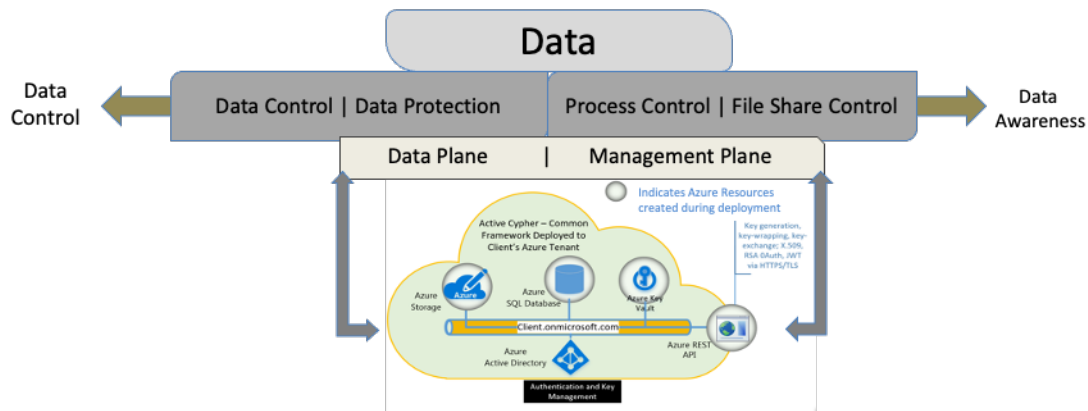 Data
Data
Control
Data Control | Data Protection
Process Control | File Share Control
Data
Awareness
Data Plane | Management Plane
Indicates Azure Resources
created during deployment
Active Cypher – Common
Framework Deployed to
Client's Azure Tenant
Key generation,
key-wrapping, key-
exchange; X.509,
RSA 0Auth, JWT
via HTTPS/TLS
Azure
Storage
Azure
Azure
SQL Database
Azure Key
Vault
Client.onmicrosoft.com
Azure REST
API
Azure
Active Directory
Authentication and Key
Management